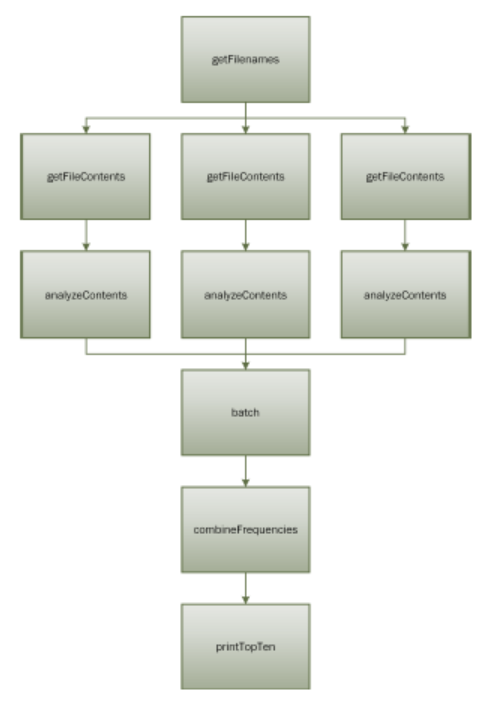 getFilenames
getFileContents
getFileContents
getFileContents
analyzeContents
analyzeContents
analyzeContents
batch
combineFrequencies
printTopTen